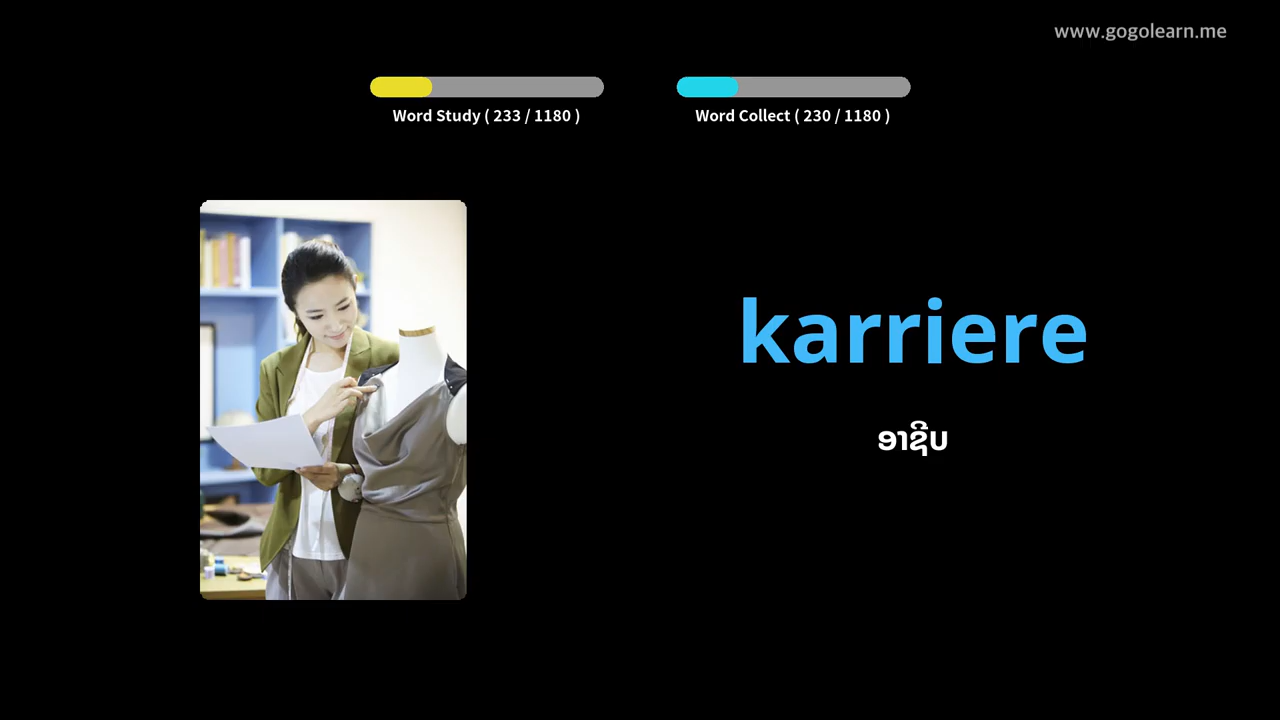 www.gogolearn.me
Word Study ( 233 / 1180 )
Word Collect ( 230 / 1180 )
karriere
ອາຊີບ